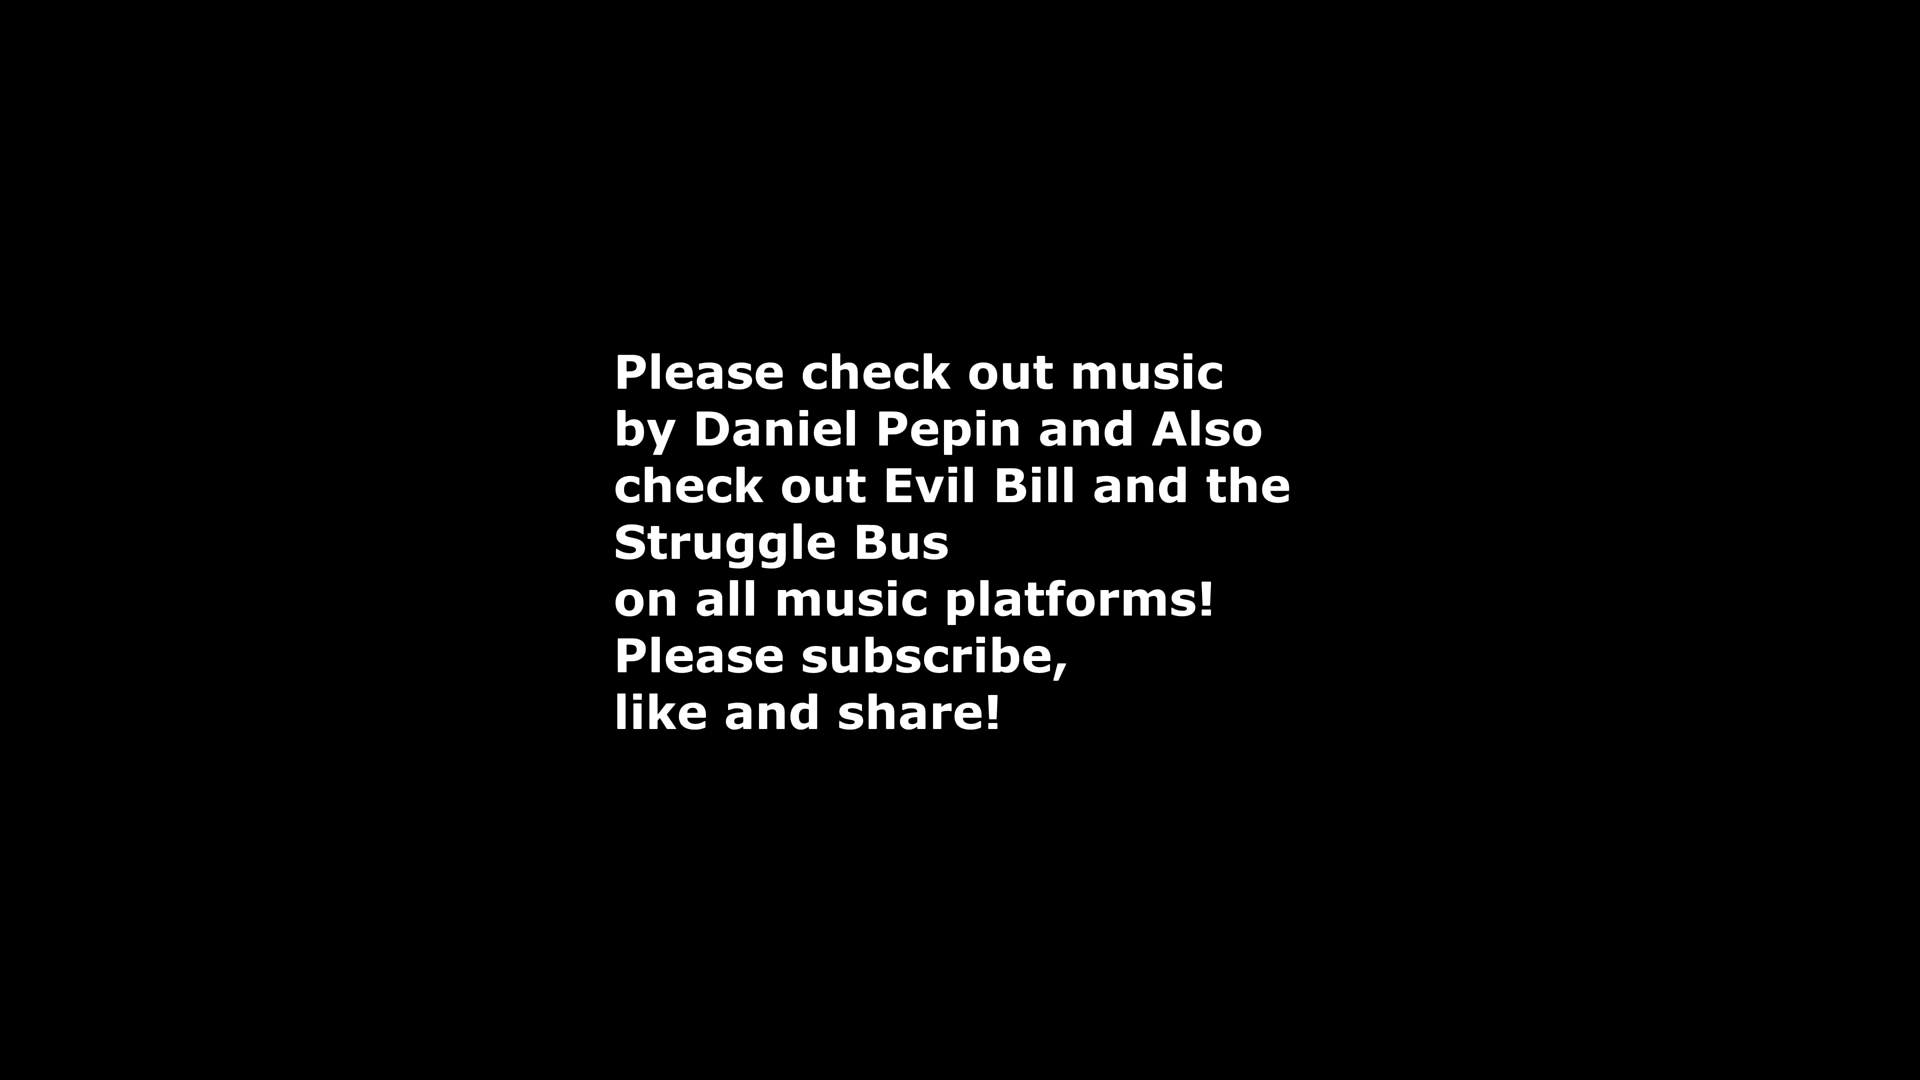 Please check out music
by Daniel Pepin and Also
check out Evil Bill and the
Struggle Bus
on all music platforms!
Please subscribe,
like and share!